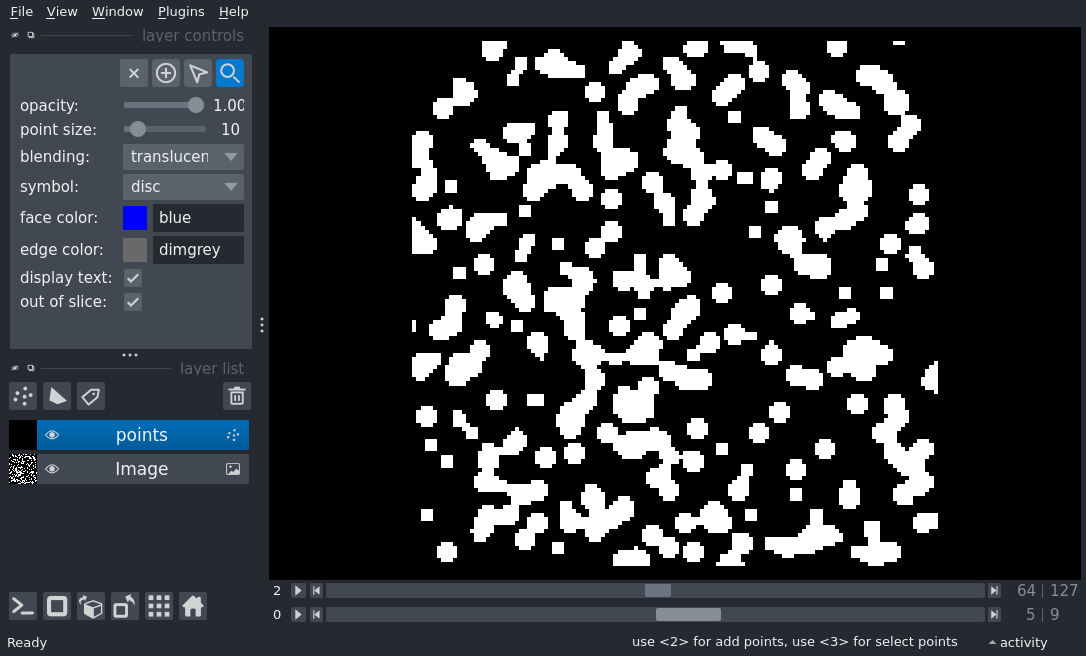 File View Window Plugins Help
layer controls
opacity: 1.00
point size: 10
blending: translucen
symbol: disc
face color: blue
edge color: dimgrey
display text:
out of slice:
layer list
points
Image
2 64 | 127
0 5 | 9
Ready use <2> for add points, use <3> for select points activity